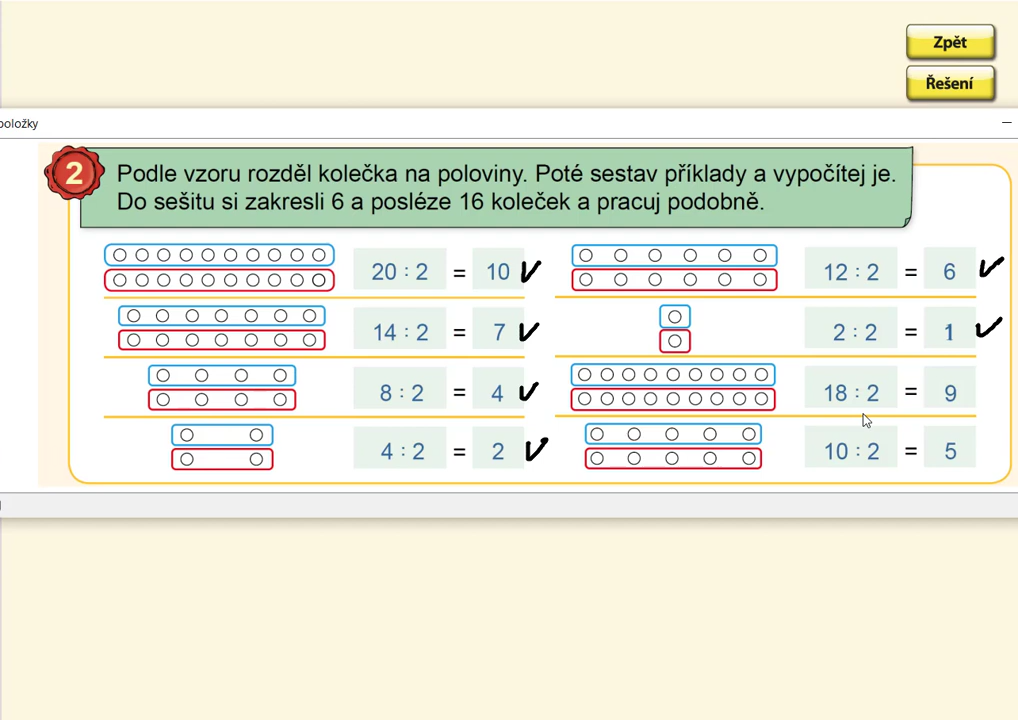 Zpět
Řešení
položky
2 Podle vzoru rozděl kolečka na poloviny. Poté sestav příklady a vypočítej je.
Do sešitu si zakresli 6 a posléze 16 koleček a pracuj podobně.
20 : 2 = 10
12 : 2 = 6
14 : 2 = 7
2 : 2 = 1
8 : 2 = 4
18 : 2 = 9
4 : 2 = 2
10 : 2 = 5